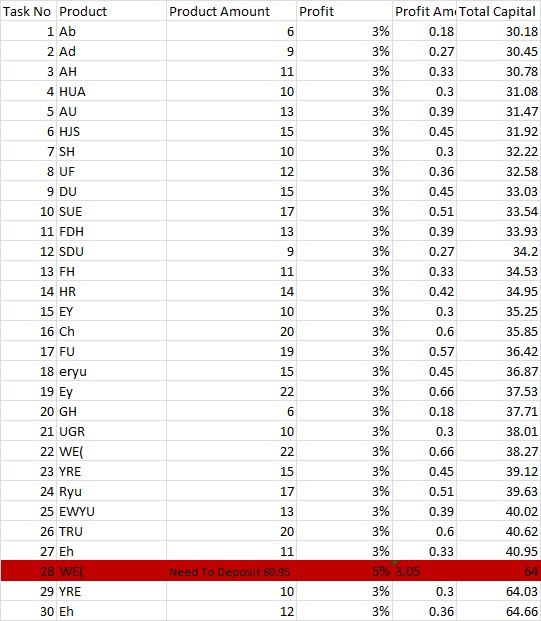 Task No Product Product Amount Profit Profit Am Total Capital
1 Ab 6 3% 0.18 30.18
2 Ad 9 3% 0.27 30.45
3 AH 11 3% 0.33 30.78
4 HUA 10 3% 0.3 31.08
5 AU 13 3% 0.39 31.47
6 HJS 15 3% 0.45 31.92
7 SH 10 3% 0.3 32.22
8 UF 12 3% 0.36 32.58
9 DU 15 3% 0.45 33.03
10 SUE 17 3% 0.51 33.54
11 FDH 13 3% 0.39 33.93
12 SDU 9 3% 0.27 34.2
13 FH 11 3% 0.33 34.53
14 HR 14 3% 0.42 34.95
15 EY 10 3% 0.3 35.25
16 Ch 20 3% 0.6 35.85
17 FU 19 3% 0.57 36.42
18 eryu 15 3% 0.45 36.87
19 Ey 22 3% 0.66 37.53
20 GH 6 3% 0.18 37.71
21 UGR 10 3% 0.3 38.01
22 WE( 22 3% 0.66 38.27
23 YRE 15 3% 0.45 39.12
24 Ryu 17 3% 0.51 39.63
25 EWYU 13 3% 0.39 40.02
26 TRU 20 3% 0.6 40.62
27 Eh 11 3% 0.33 40.95
28 WE( Need To Deposit 60.95 5% 3.05 64
29 YRE 10 3% 0.3 64.03
30 Eh 12 3% 0.36 64.66